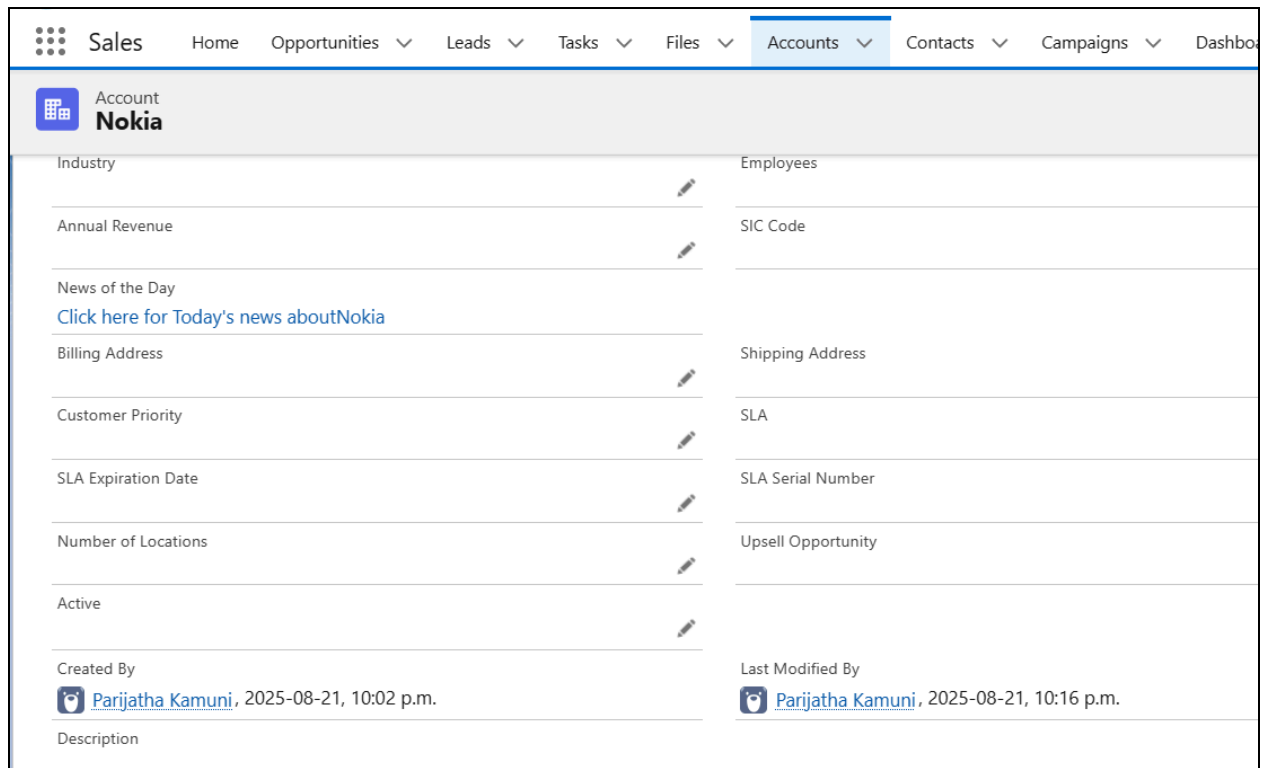 Sales Home Opportunities Leads Tasks Files Accounts Contacts Campaigns Dashboa
Account
Nokia
Industry Employees
Annual Revenue SIC Code
News of the Day
Click here for Today's news aboutNokia
Billing Address Shipping Address
Customer Priority SLA
SLA Expiration Date SLA Serial Number
Number of Locations Upsell Opportunity
Active
Created By Last Modified By
Parijatha Kamuni, 2025-08-21, 10:02 p.m. Parijatha Kamuni, 2025-08-21, 10:16 p.m.
Description